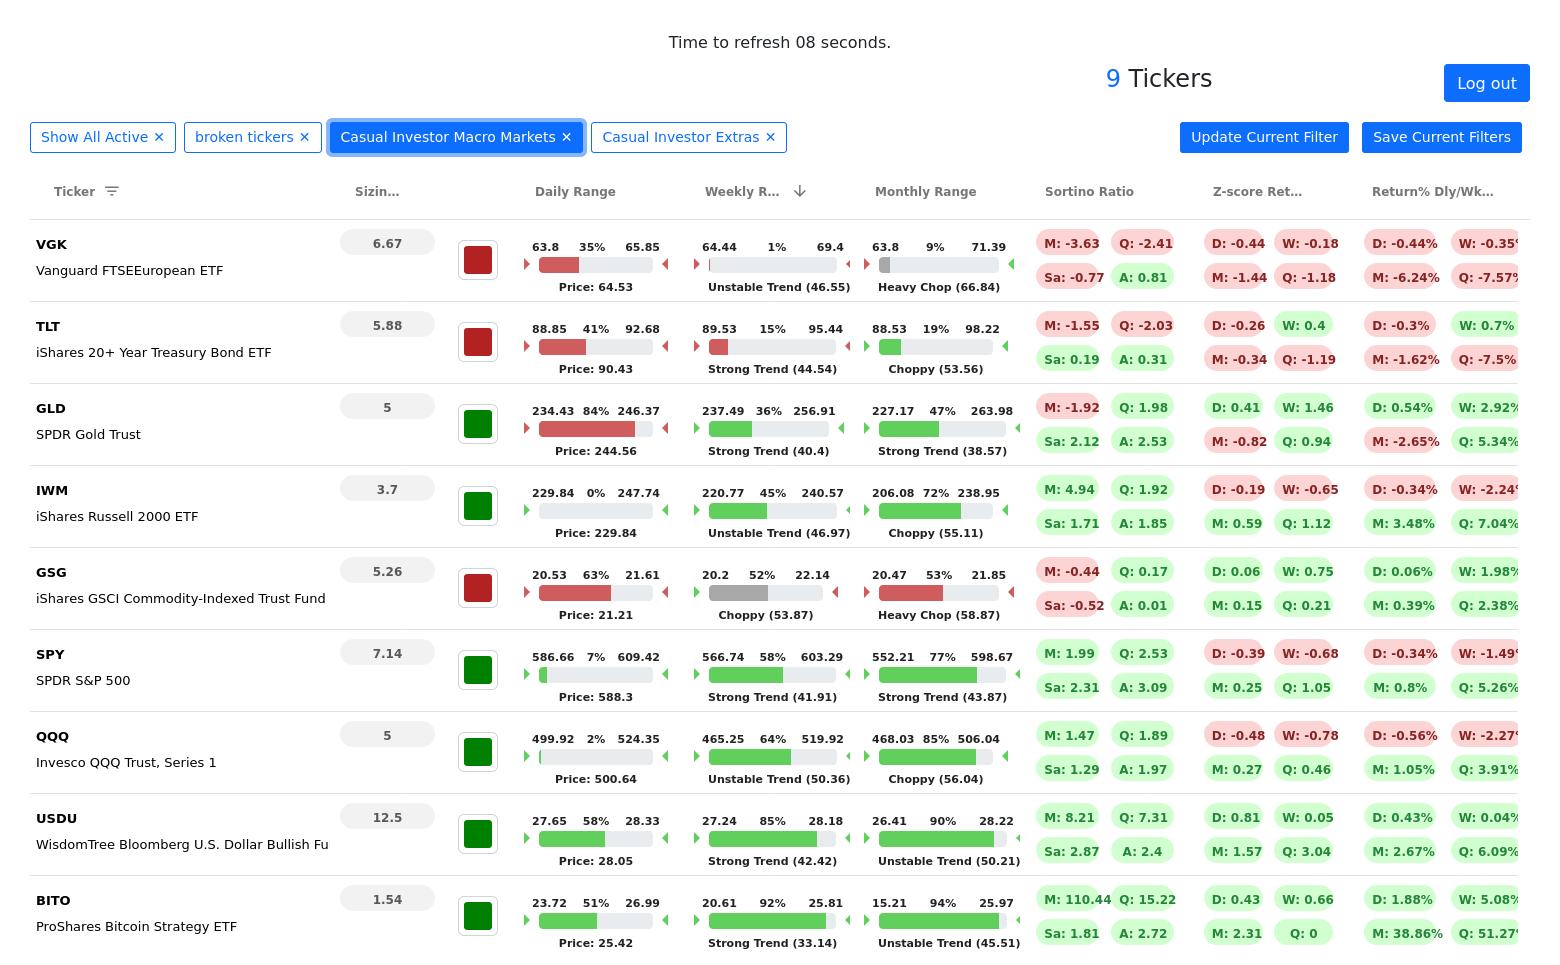 Time to refresh 08 seconds.
9 Tickers
Log out
Show All Active ✕ broken tickers ✕ Casual Investor Macro Markets ✕ Casual Investor Extras ✕ Update Current Filter Save Current Filters
Ticker Sizin... Daily Range Weekly R... Monthly Range Sortino Ratio Z-score Ret... Return% Dly/Wk...
VGK 6.67 63.8 35% 65.85 64.44 1% 69.4 63.8 9% 71.39 M: -3.63 Q: -2.41 D: -0.44 W: -0.18 D: -0.44% W: -0.35%
Vanguard FTSEEuropean ETF Price: 64.53 Unstable Trend (46.55) Heavy Chop (66.84) Sa: -0.77 A: 0.81 M: -1.44 Q: -1.18 M: -6.24% Q: -7.57%
TLT 5.88 88.85 41% 92.68 89.53 15% 95.44 88.53 19% 98.22 M: -1.55 Q: -2.03 D: -0.26 W: 0.4 D: -0.3% W: 0.7%
iShares 20+ Year Treasury Bond ETF Price: 90.43 Strong Trend (44.54) Choppy (53.56) Sa: 0.19 A: 0.31 M: -0.34 Q: -1.19 M: -1.62% Q: -7.5%
GLD 5 234.43 84% 246.37 237.49 36% 256.91 227.17 47% 263.98 M: -1.92 Q: 1.98 D: 0.41 W: 1.46 D: 0.54% W: 2.92%
SPDR Gold Trust Price: 244.56 Strong Trend (40.4) Strong Trend (38.57) Sa: 2.12 A: 2.53 M: -0.82 Q: 0.94 M: -2.65% Q: 5.34%
IWM 3.7 229.84 0% 247.74 220.77 45% 240.57 206.08 72% 238.95 M: 4.94 Q: 1.92 D: -0.19 W: -0.65 D: -0.34% W: -2.24%
iShares Russell 2000 ETF Price: 229.84 Unstable Trend (46.97) Choppy (55.11) Sa: 1.71 A: 1.85 M: 0.59 Q: 1.12 M: 3.48% Q: 7.04%
GSG 5.26 20.53 63% 21.61 20.2 52% 22.14 20.47 53% 21.85 M: -0.44 Q: 0.17 D: 0.06 W: 0.75 D: 0.06% W: 1.98%
iShares GSCI Commodity-Indexed Trust Fund Price: 21.21 Choppy (53.87) Heavy Chop (58.87) Sa: -0.52 A: 0.01 M: 0.15 Q: 0.21 M: 0.39% Q: 2.38%
SPY 7.14 586.66 7% 609.42 566.74 58% 603.29 552.21 77% 598.67 M: 1.99 Q: 2.53 D: -0.39 W: -0.68 D: -0.34% W: -1.49%
SPDR S&P 500 Price: 588.3 Strong Trend (41.91) Strong Trend (43.87) Sa: 2.31 A: 3.09 M: 0.25 Q: 1.05 M: 0.8% Q: 5.26%
QQQ 5 499.92 2% 524.35 465.25 64% 519.92 468.03 85% 506.04 M: 1.47 Q: 1.89 D: -0.48 W: -0.78 D: -0.56% W: -2.27%
Invesco QQQ Trust, Series 1 Price: 500.64 Unstable Trend (50.36) Choppy (56.04) Sa: 1.29 A: 1.97 M: 0.27 Q: 0.46 M: 1.05% Q: 3.91%
USDU 12.5 27.65 58% 28.33 27.24 85% 28.18 26.41 90% 28.22 M: 8.21 Q: 7.31 D: 0.81 W: 0.05 D: 0.43% W: 0.04%
WisdomTree Bloomberg U.S. Dollar Bullish Fu Price: 28.05 Strong Trend (42.42) Unstable Trend (50.21) Sa: 2.87 A: 2.4 M: 1.57 Q: 3.04 M: 2.67% Q: 6.09%
BITO 1.54 23.72 51% 26.99 20.61 92% 25.81 15.21 94% 25.97 M: 110.44 Q: 15.22 D: 0.43 W: 0.66 D: 1.88% W: 5.08%
ProShares Bitcoin Strategy ETF Price: 25.42 Strong Trend (33.14) Unstable Trend (45.51) Sa: 1.81 A: 2.72 M: 2.31 Q: 0 M: 38.86% Q: 51.27%